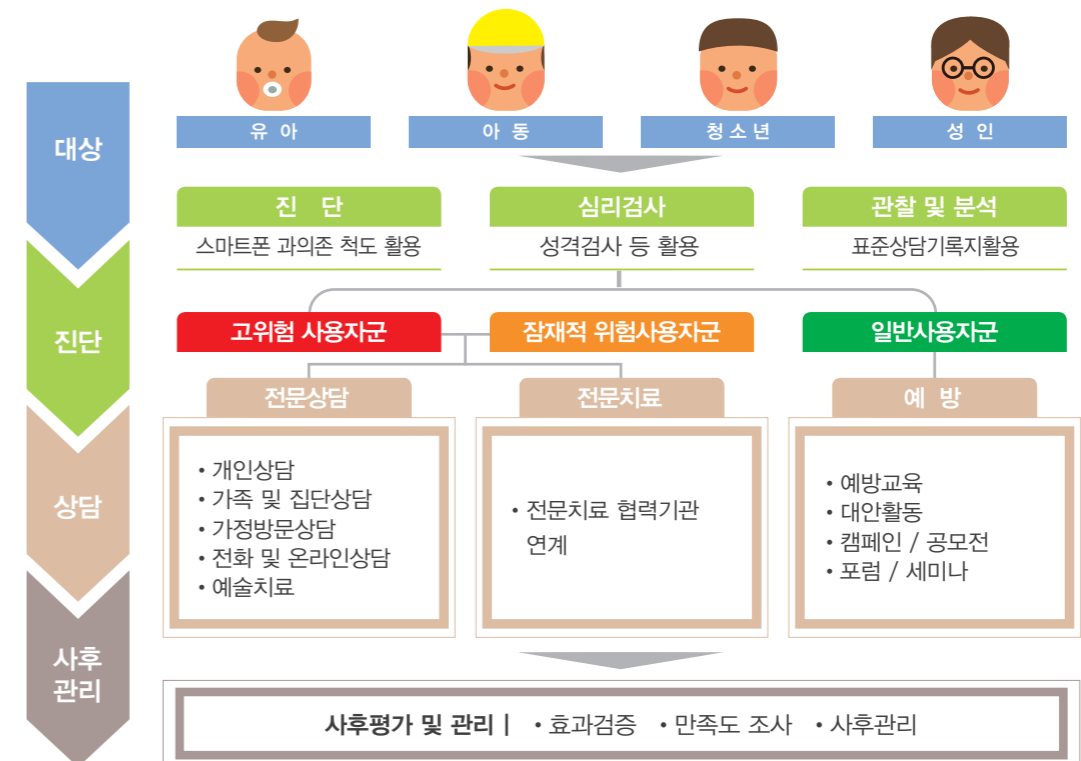 대상
유 아
아 동
청소년
성 인
진단
진 단
스마트폰 과의존 척도 활용
심리검사
성격검사 등 활용
관찰 및 분석
표준상담기록지활용
고위험 사용자군
잠재적 위험사용자군
일반사용자군
상담
전문상담
• 개인상담
• 가족 및 집단상담
• 가정방문상담
• 전화 및 온라인상담
• 예술치료
전문치료
• 전문치료 협력기관
연계
예 방
• 예방교육
• 대안활동
• 캠페인 / 공모전
• 포럼 / 세미나
사후
관리
사후평가 및 관리 | • 효과검증 • 만족도 조사 • 사후관리